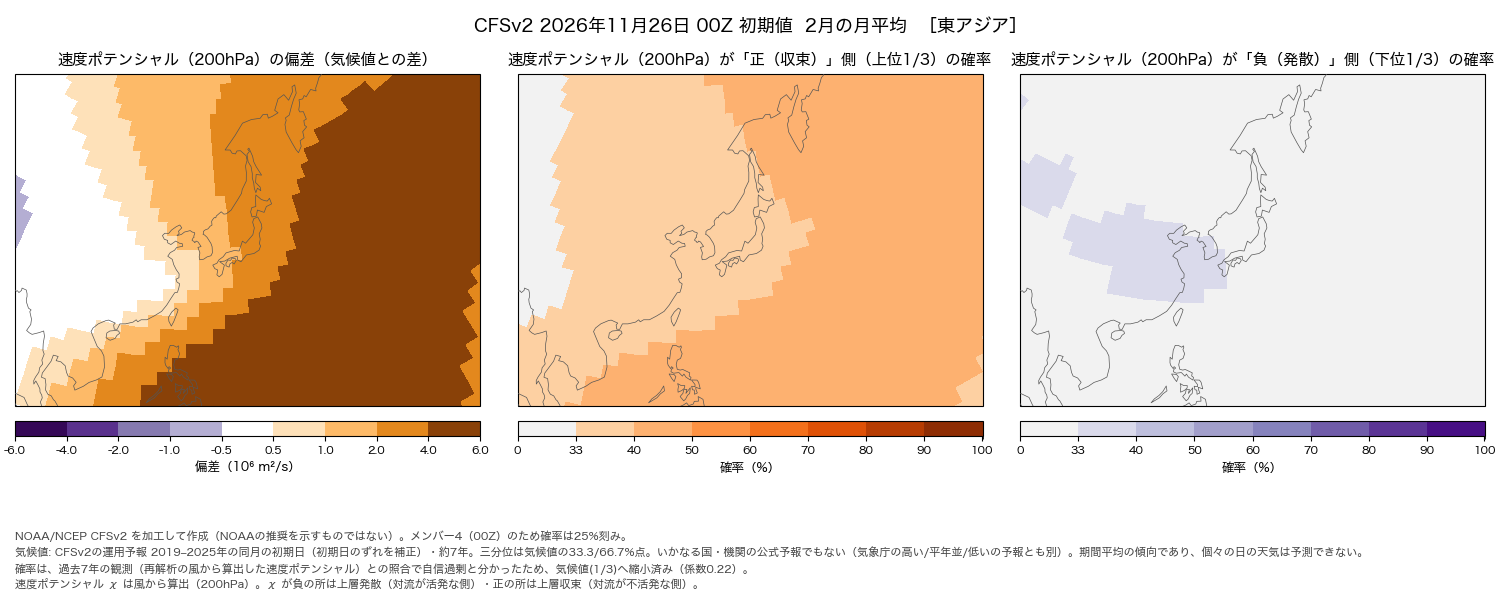 CFSv2 2026年11月26日 00Z 初期値  2月の月平均  ［東アジア］
速度ポテンシャル（200hPa）の偏差（気候値との差）
速度ポテンシャル（200hPa）が「正（収束）」側（上位1/3）の確率
速度ポテンシャル（200hPa）が「負（発散）」側（下位1/3）の確率
-6.0 -4.0 -2.0 -1.0 -0.5 0.5 1.0 2.0 4.0 6.0
偏差（10⁶ m²/s）
0 33 40 50 60 70 80 90 100
確率（%）
0 33 40 50 60 70 80 90 100
確率（%）
NOAA/NCEP CFSv2 を加工して作成（NOAAの推奨を示すものではない）。メンバー4（00Z）のため確率は25%刻み。
気候値: CFSv2の運用予報 2019–2025年の同月の初期日（初期日のずれを補正）・約7年。三分位は気候値の33.3/66.7%点。いかなる国・機関の公式予報でもない（気象庁の高い/平年並/低いの予報とも別）。期間平均の傾向であり、個々の日の天気は予測できない。
確率は、過去7年の観測（再解析の風から算出した速度ポテンシャル）との照合で自信過剰と分かったため、気候値(1/3)へ縮小済み（係数0.22）。
速度ポテンシャル χ は風から算出（200hPa）。χ が負の所は上層発散（対流が活発な側）・正の所は上層収束（対流が不活発な側）。